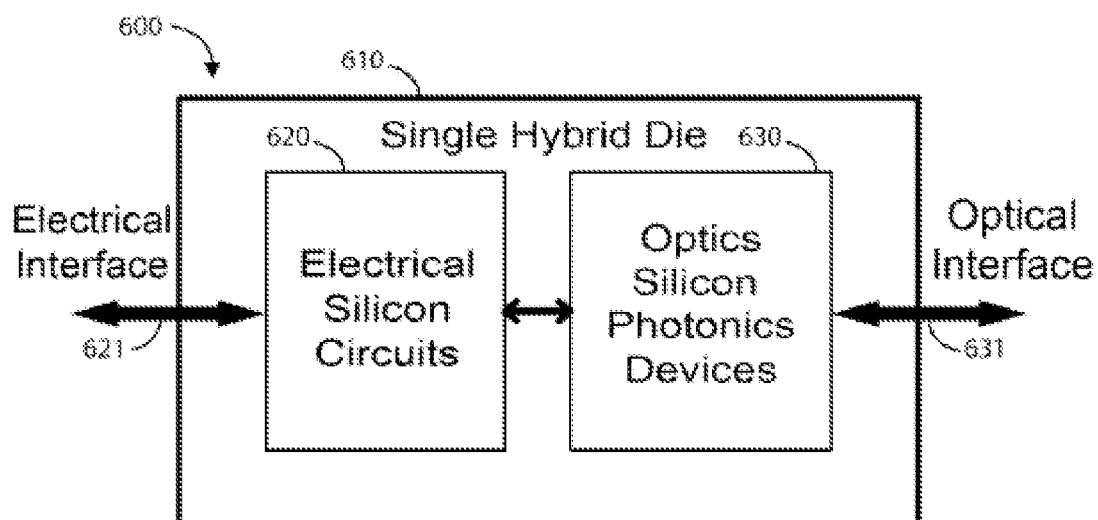 600
610
Single Hybrid Die
620
630
Electrical
Interface
621
Electrical
Silicon
Circuits
Optics
Silicon
Photonics
Devices
Optical
Interface
631